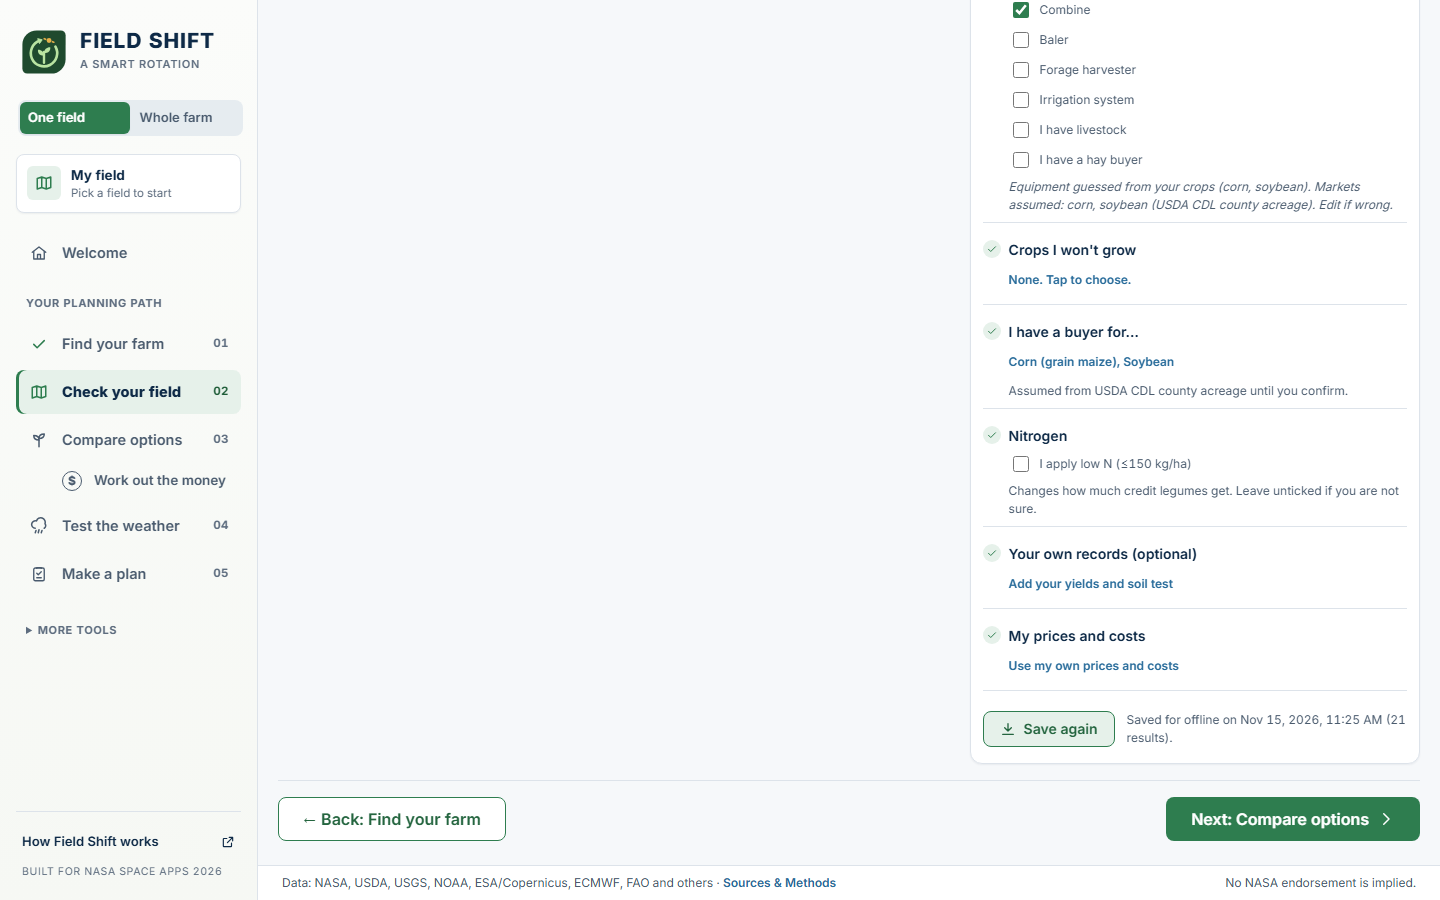 FIELD SHIFT
A SMART ROTATION
One field
Whole farm
My field
Pick a field to start
Welcome
YOUR PLANNING PATH
Find your farm 01
Check your field 02
Compare options 03
$ Work out the money
Test the weather 04
Make a plan 05
MORE TOOLS
How Field Shift works
BUILT FOR NASA SPACE APPS 2026
Combine
Baler
Forage harvester
Irrigation system
I have livestock
I have a hay buyer
Equipment guessed from your crops (corn, soybean). Markets
assumed: corn, soybean (USDA CDL county acreage). Edit if wrong.
Crops I won't grow
None. Tap to choose.
I have a buyer for...
Corn (grain maize), Soybean
Assumed from USDA CDL county acreage until you confirm.
Nitrogen
I apply low N (≤150 kg/ha)
Changes how much credit legumes get. Leave unticked if you are not
sure.
Your own records (optional)
Add your yields and soil test
My prices and costs
Use my own prices and costs
Save again
Saved for offline on Nov 15, 2026, 11:25 AM (21
results).
← Back: Find your farm
Next: Compare options
Data: NASA, USDA, USGS, NOAA, ESA/Copernicus, ECMWF, FAO and others · Sources & Methods
No NASA endorsement is implied.